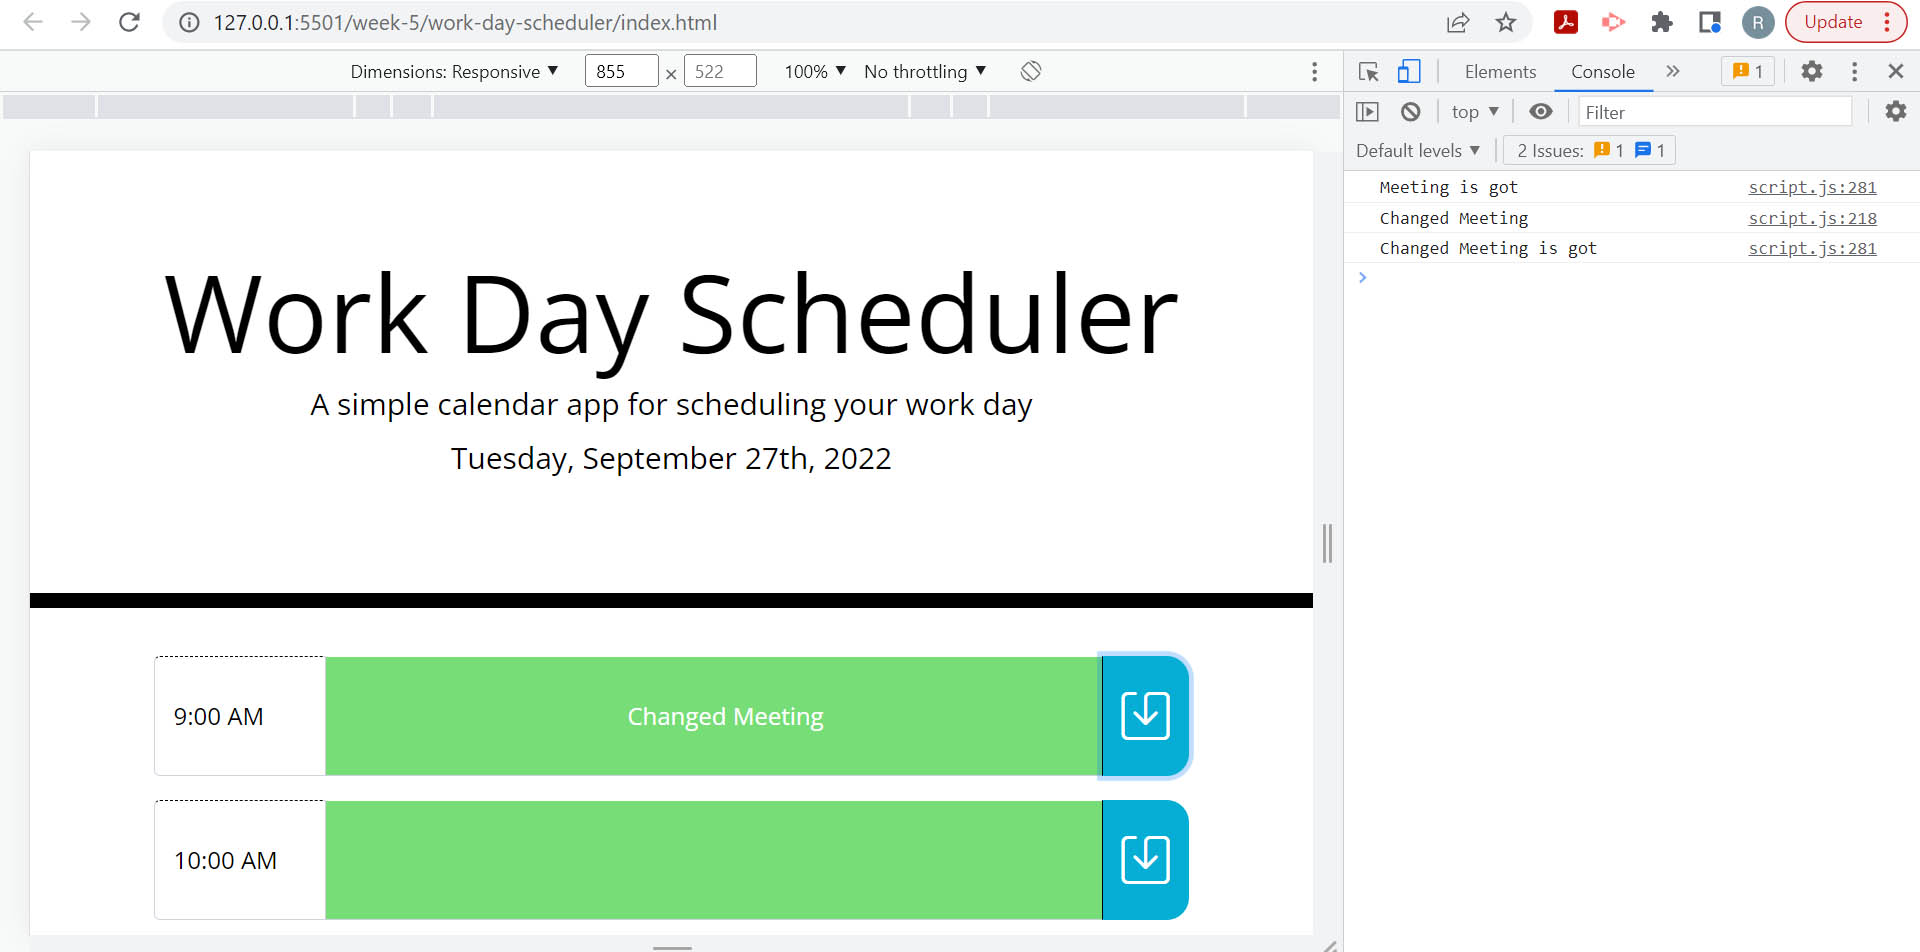 127.0.0.1:5501/week-5/work-day-scheduler/index.html
R
Update
Dimensions: Responsive ▼ 855 × 522 100% ▼ No throttling ▼
Elements Console » 1
top ▼ Filter
Default levels ▼ 2 Issues: 1 1
Meeting is got script.js:281
Changed Meeting script.js:218
Changed Meeting is got script.js:281
Work Day Scheduler
A simple calendar app for scheduling your work day
Tuesday, September 27th, 2022
9:00 AM Changed Meeting
10:00 AM